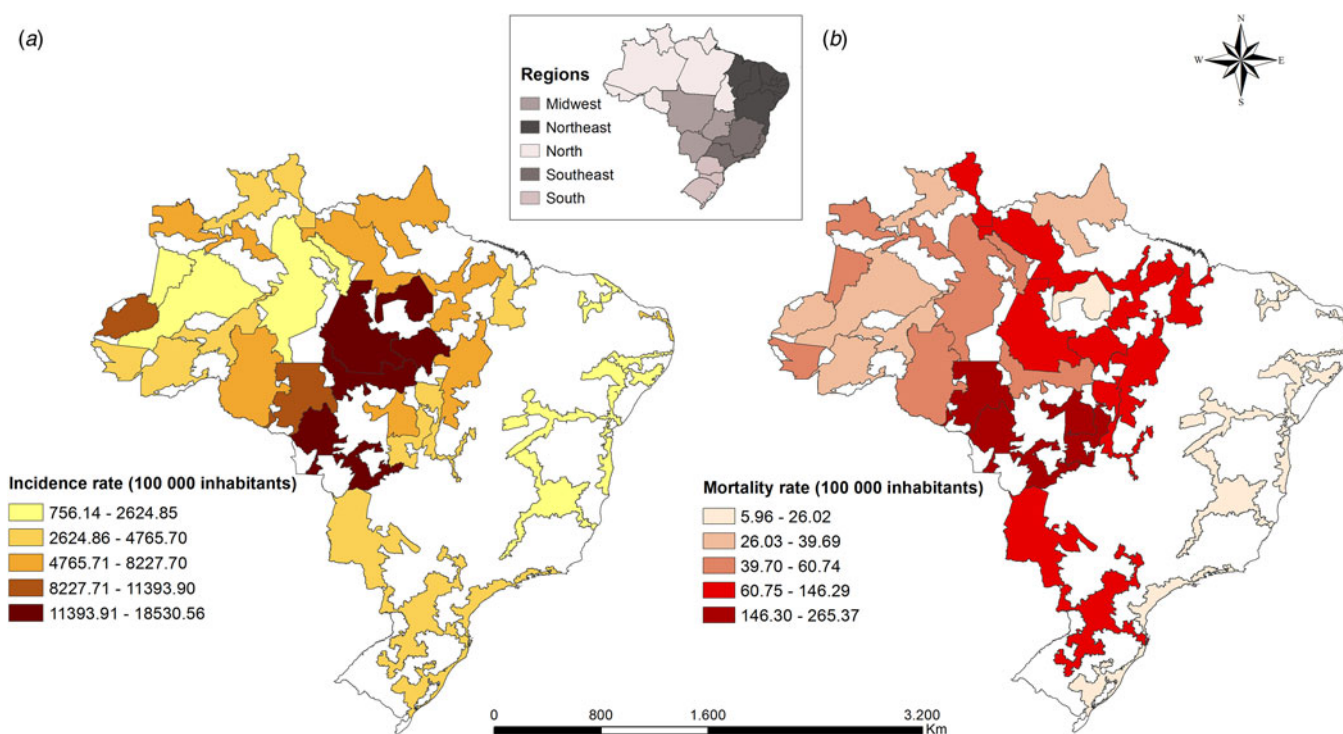 (a)
(b)
N
W
E
S
Regions
Midwest
Northeast
North
Southeast
South
Incidence rate (100 000 inhabitants)
756.14 - 2624.85
2624.86 - 4765.70
4765.71 - 8227.70
8227.71 - 11393.90
11393.91 - 18530.56
Mortality rate (100 000 inhabitants)
5.96 - 26.02
26.03 - 39.69
39.70 - 60.74
60.75 - 146.29
146.30 - 265.37
0 800 1.600 3.200
Km